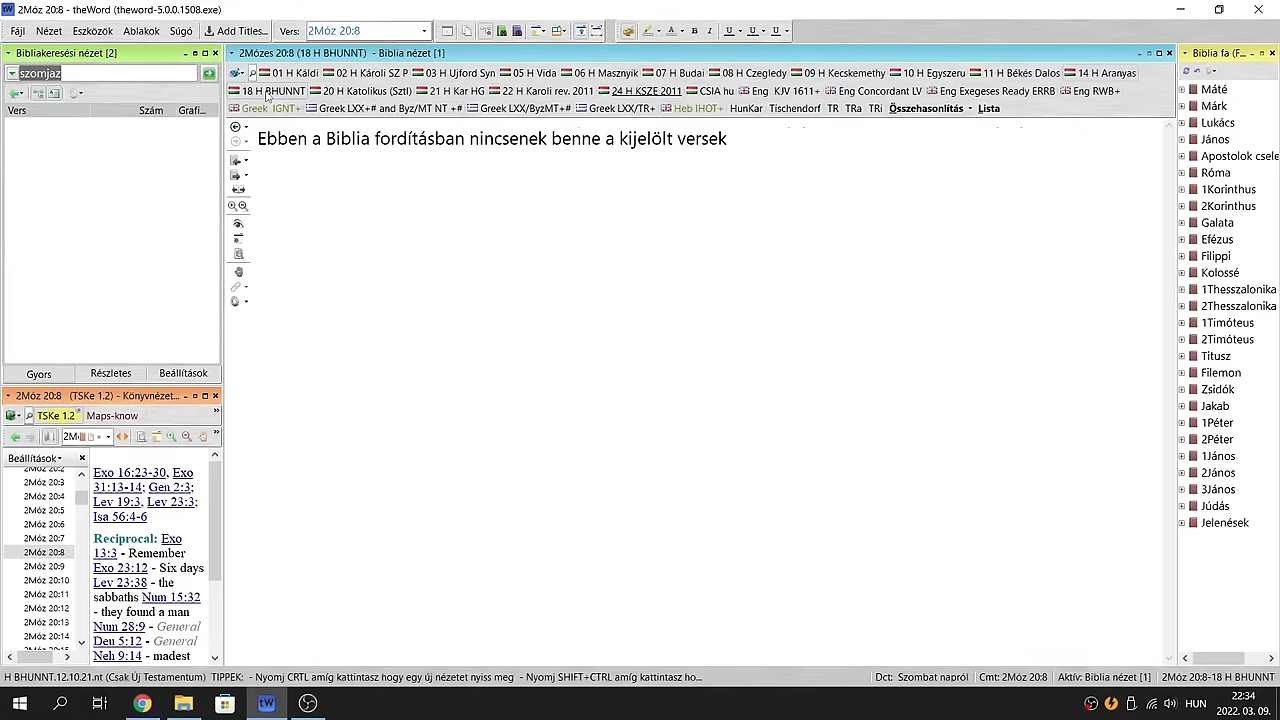 2Móz 20:8 - theWord (theword-5.0.0.1508.exe)
Fájl Nézet Eszközök Ablakok Súgó Add Titles... Vers: 2Móz 20:8
Bibliakeresési nézet [2]
szomjaz
Vers Szám Grafi...
Gyors Részletes Beállítások
2Móz 20:8 (TSKe 1.2) - Könyvnézet...
TSKe 1.2 Maps-know
Beállítások
2Móz 20:3
2Móz 20:4
2Móz 20:5
2Móz 20:6
2Móz 20:7
2Móz 20:8
2Móz 20:9
2Móz 20:10
2Móz 20:11
2Móz 20:12
2Móz 20:13
2Móz 20:14
Exo 16:23-30, Exo
31:13-14; Gen 2:3;
Lev 19:3, Lev 23:3;
Isa 56:4-6
Reciprocal: Exo
13:3 - Remember
Exo 23:12 - Six days
Lev 23:38 - the
sabbaths Num 15:32
- they found a man
Num 28:9 - General
Deu 5:12 - General
Neh 9:14 - madest
2Mózes 20:8 (18 H BHUNNT) - Biblia nézet [1]
01 H Káldi 02 H Károli SZ P 03 H Ujford Syn 05 H Vida 06 H Masznyik 07 H Budai 08 H Czegledy 09 H Kecskemethy 10 H Egyszeru 11 H Békés Dalos 14 H Aranyas
18 H BHUNNT 20 H Katolikus (SztI) 21 H Kar HG 22 H Karoli rev. 2011 24 H KSZE 2011 CSIA hu Eng KJV 1611+ Eng Concordant LV Eng Exegeses Ready ERRB Eng RWB+
Greek IGNT+ Greek LXX+# and Byz/MT NT +# Greek LXX/ByzMT+# Greek LXX/TR+ Heb IHOT+ HunKar Tischendorf TR TRa TRi Összehasonlítás Lista
Ebben a Biblia fordításban nincsenek benne a kijelölt versek
Biblia fa (F...
Máté
Márk
Lukács
János
Apostolok csele
Róma
1Korinthus
2Korinthus
Galata
Efézus
Filippi
Kolossé
1Thesszalonika
2Thesszalonika
1Timóteus
2Timóteus
Titusz
Filemon
Zsidók
Jakab
1Péter
2Péter
1János
2János
3János
Júdás
Jelenések
H BHUNNT.12.10.21.nt (Csak Új Testamentum) TIPPEK: - Nyomj CATRTL amíg kattintasz hogy egy új nézetet nyiss meg - Nyomj SHIFT+CTRL amíg kattintasz ho... Dct: Szombat napról Cmt: 2Móz 20:8 Aktív: Biblia nézet [1] 2Móz 20:8-18 H BHUNNT
HUN
22:34
2022. 03. 09.